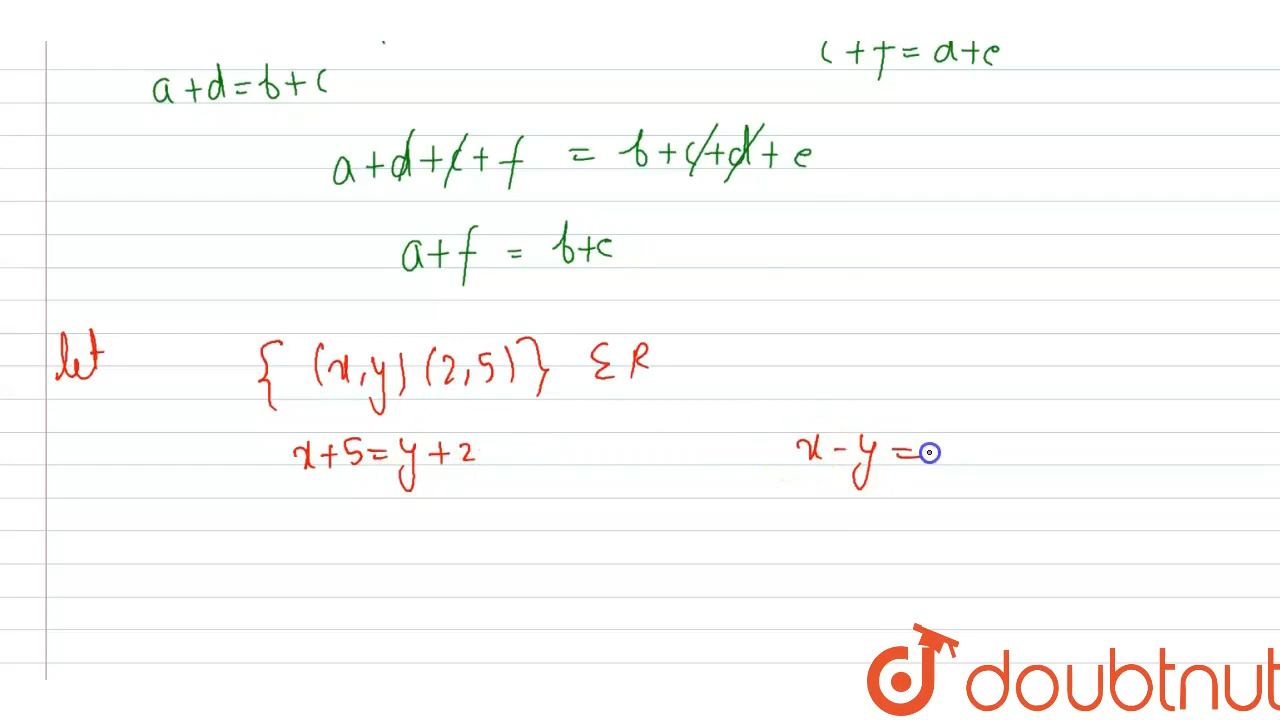 c + f = d+e
a+d=b+c
a+d+c+f = b+c+d+e
a+f = b+e
let { (x,y) (2,5)} Σ R
x+5=y+2 x-y=
doubtnut